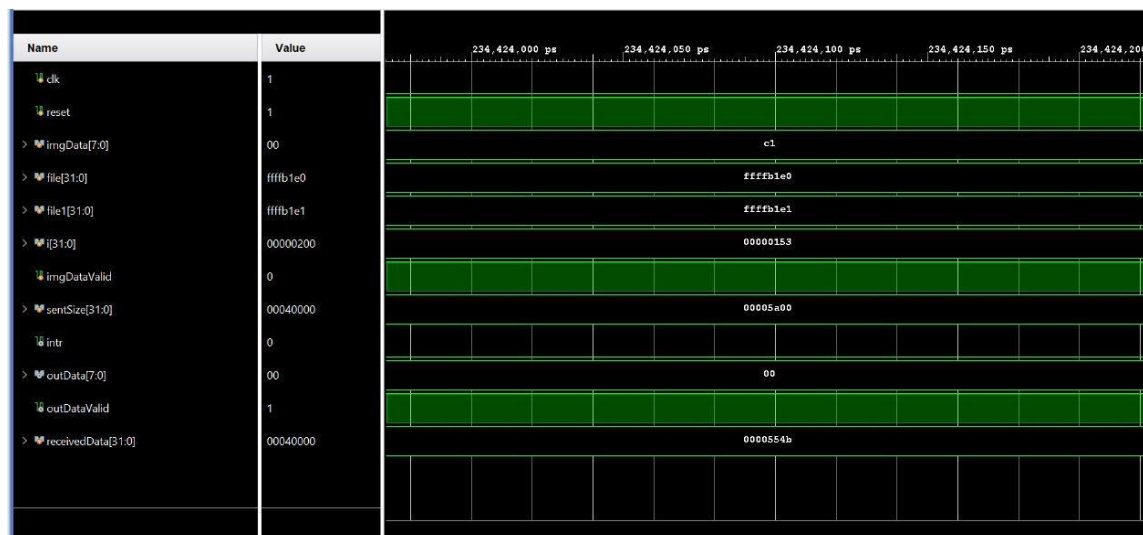 Name Value 234,424,000 ps 234,424,050 ps 234,424,100 ps 234,424,150 ps 234,424,200
clk 1
reset 1
imgData[7:0] 00 c1
file[31:0] ffffb1e0 ffffb1e0
file1[31:0] ffffb1e1 ffffb1e1
i[31:0] 00000200 00000153
imgDataValid 0
sentSize[31:0] 00040000 00005a00
intr 0
outData[7:0] 00 00
outDataValid 1
receivedData[31:0] 00040000 0000554b